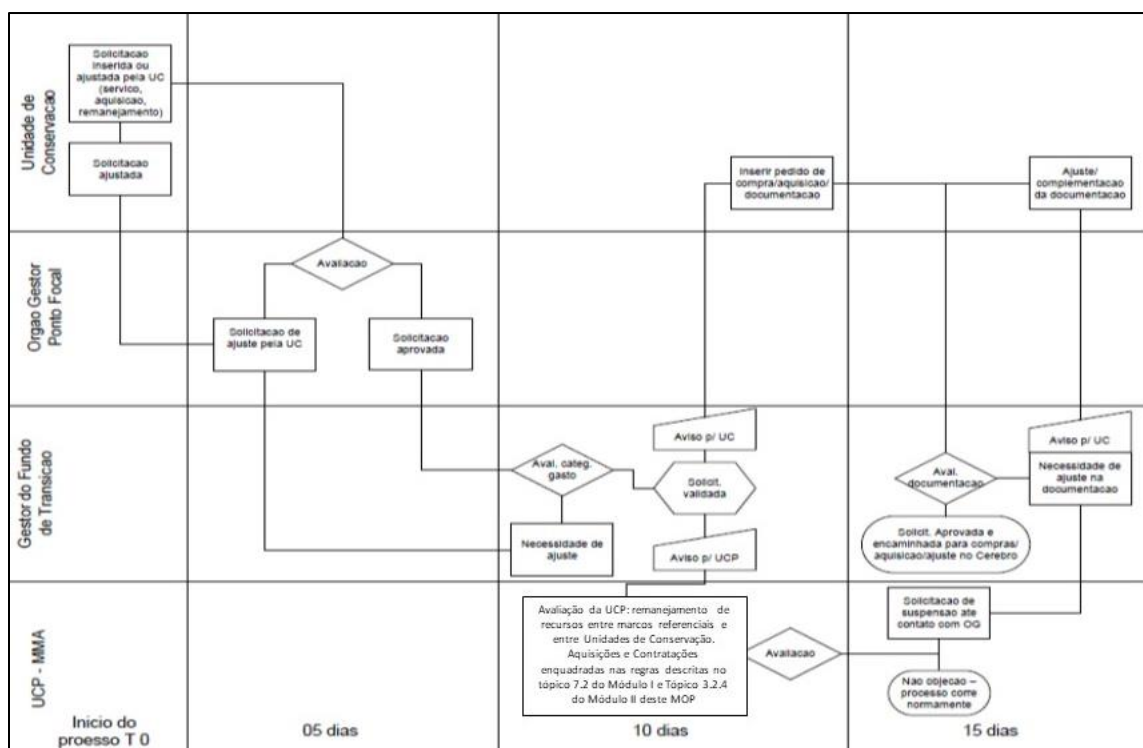 Unidade de
Conservacao
Solicitacao
inserida ou
ajustada pela UC
(servico,
aquisicao,
remanejamento)
Solicitacao
ajustada
Inserir pedido de
compra/aquisicao/
documentacao
Ajuste/
complementacao
da documentacao
Orgao Gestor
Ponto Focal
Avaliacao
Solicitacao de
ajuste pela UC
Solicitacao
aprovada
Gestor do Fundo
de Transicao
Aval. categ.
gasto
Necessidade de
ajuste
Aviso p/ UC
Solicit.
validada
Aviso p/ UCP
Aval.
documentacao
Aviso p/ UC
Necessidade de
ajuste na
documentacao
Solicit. Aprovada e
encaminhada para compras/
aquisicao/ajuste no Cerebro
UCP - MMA
Avaliação da UCP: remanejamento de
recursos entre marcos referenciais e
entre Unidades de Conservação.
Aquisições e Contratações
enquadradas nas regras descritas no
tópico 7.2 do Módulo I e Tópico 3.2.4
do Módulo II deste MOP
Avaliacao
Solicitacao de
suspensao ate
contato com OG
Nao objecao –
processo corre
normamente
Inicio do
proesso T 0
05 dias
10 dias
15 dias